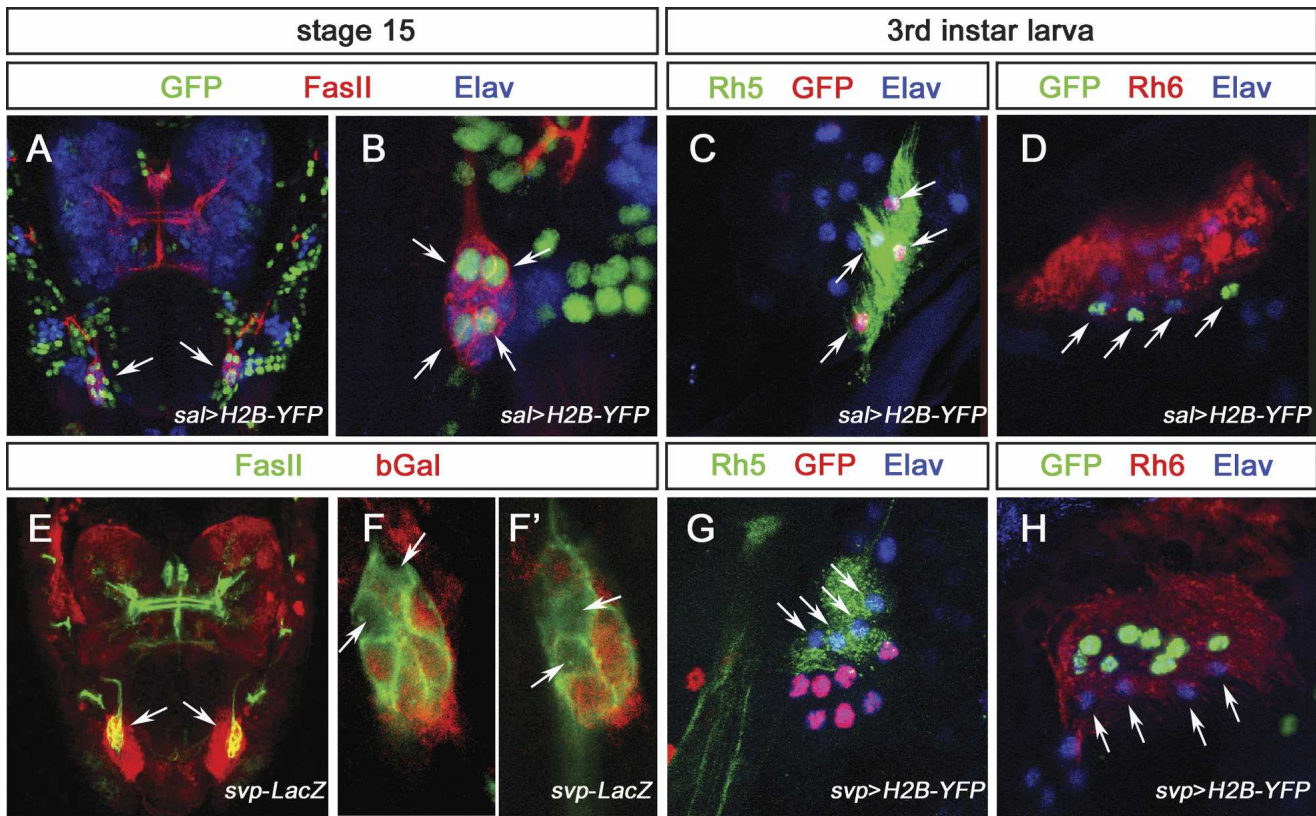 stage 15
3rd instar larva
GFP FasII Elav
Rh5 GFP Elav
GFP Rh6 Elav
A
B
C
D
sal>H2B-YFP
sal>H2B-YFP
sal>H2B-YFP
sal>H2B-YFP
FasII bGal
Rh5 GFP Elav
GFP Rh6 Elav
E
F
F'
G
H
svp-LacZ
svp-LacZ
svp>H2B-YFP
svp>H2B-YFP